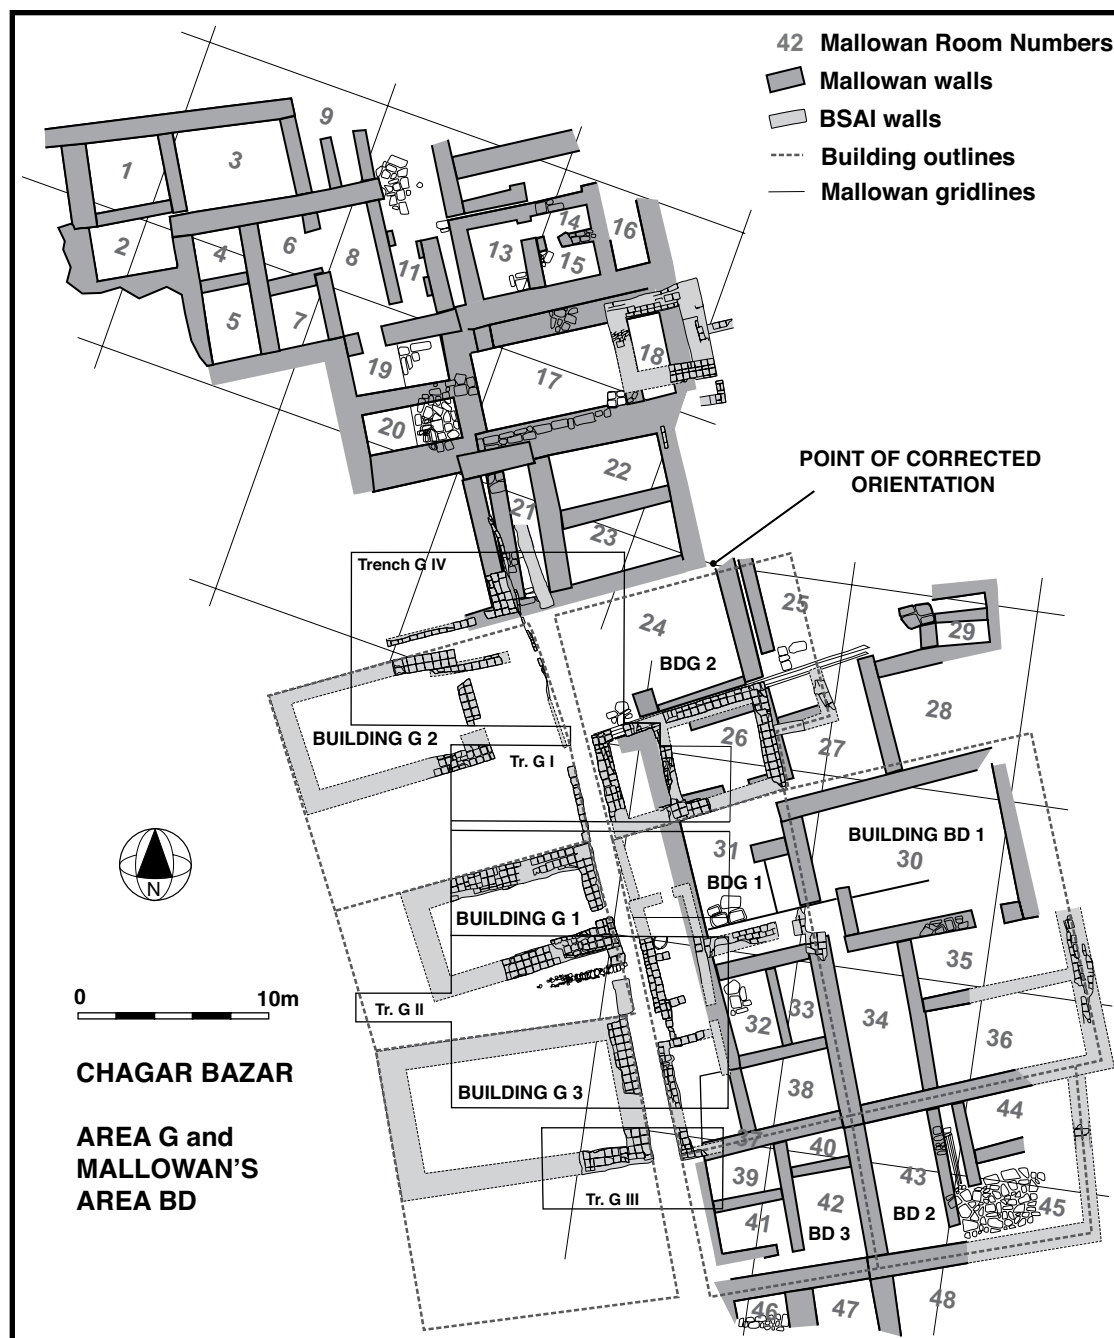 42 Mallowan Room Numbers
Mallowan walls
BSAI walls
Building outlines
Mallowan gridlines
9
1
3
2
4
6
8
11
13
14
15
16
5
7
19
17
18
20
22
21
23
POINT OF CORRECTED
ORIENTATION
Trench G IV
24
25
29
BDG 2
28
BUILDING G 2
26
27
Tr. G I
BUILDING BD 1
30
31
BDG 1
BUILDING G 1
N
35
0 10m
Tr. G II
32
33
34
36
CHAGAR BAZAR
BUILDING G 3
38
44
AREA G and
MALLOWAN'S
AREA BD
37
40
39
43
Tr. G III
42
45
41
BD 3
BD 2
46
47
48